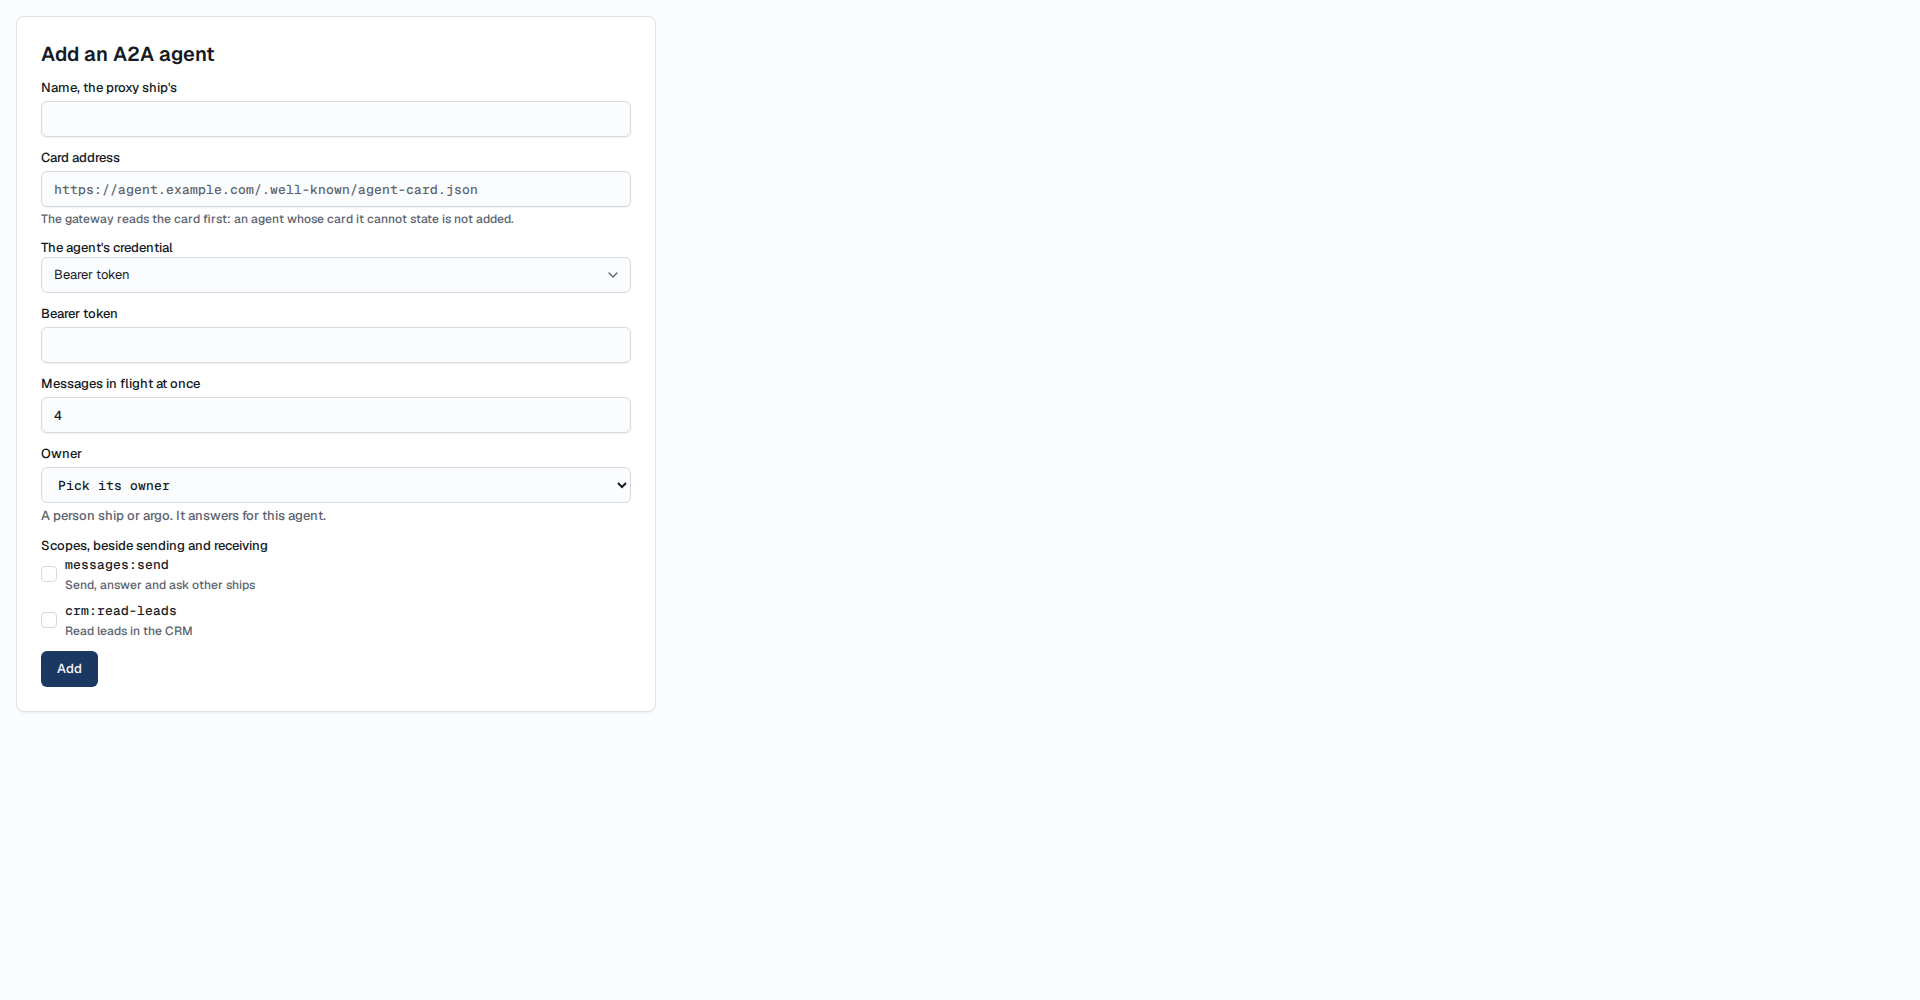 Add an A2A agent
Name, the proxy ship's
Card address
https://agent.example.com/.well-known/agent-card.json
The gateway reads the card first: an agent whose card it cannot state is not added.
The agent's credential
Bearer token
Bearer token
Messages in flight at once
4
Owner
Pick its owner
A person ship or argo. It answers for this agent.
Scopes, beside sending and receiving
messages:send
Send, answer and ask other ships
crm:read-leads
Read leads in the CRM
Add